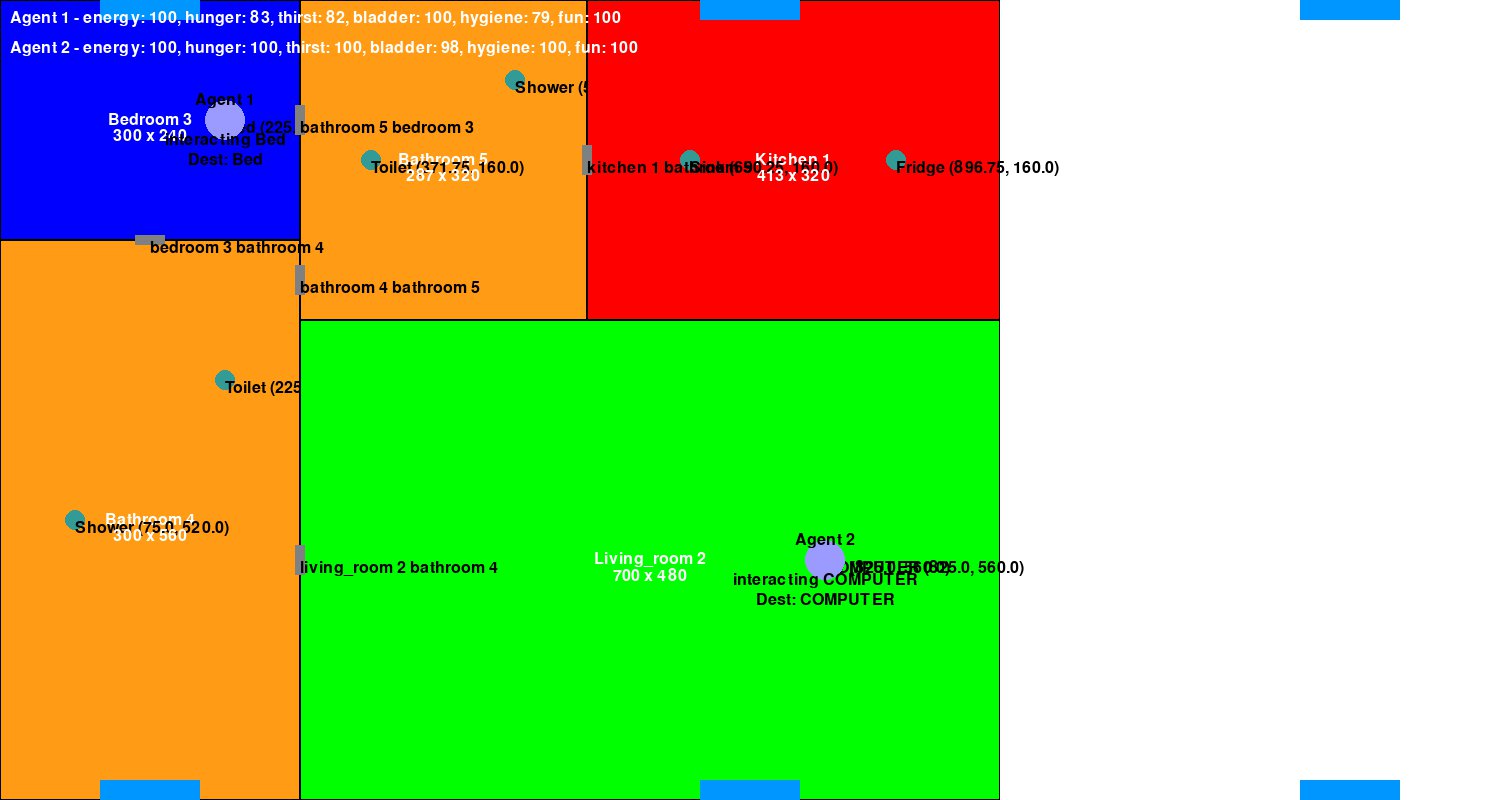 Agent 1 - energy: 100, hunger: 83, thirst: 82, bladder: 100, hygiene: 79, fun: 100
Agent 2 - energy: 100, hunger: 100, thirst: 100, bladder: 98, hygiene: 100, fun: 100
Shower (5
Agent 1
Bedroom 3
300 x 240
(225, bathroom 5 bedroom 3
interacting Bed
Dest: Bed
Bathroom 5
287 x 320
Toilet (371.75, 160.0)
kitchen 1 bathroom 5
Sink (690.25, 160.0)
Kitchen 1
413 x 320
Fridge (896.75, 160.0)
bedroom 3 bathroom 4
bathroom 4 bathroom 5
Toilet (225
Bathroom 4
300 x 560
Shower (75.0, 520.0)
living_room 2 bathroom 4
Living_room 2
700 x 480
Agent 2
(825.0, 560.0)
interacting COMPUTER
Dest: COMPUTER